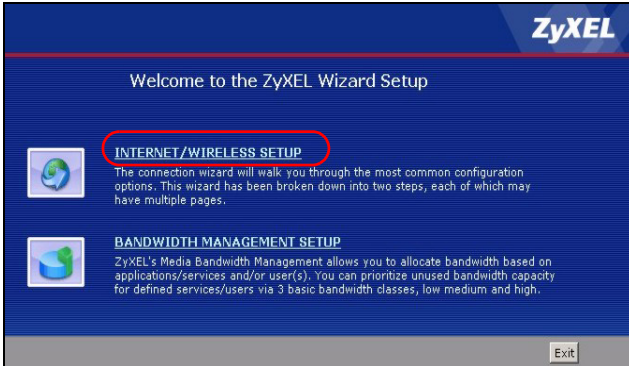 ZyXEL
Welcome to the ZyXEL Wizard Setup
INTERNET/WIRELESS SETUP
The connection wizard will walk you through the most common configuration
options. This wizard has been broken down into two steps, each of which may
have multiple pages.
BANDWIDTH MANAGEMENT SETUP
ZyXEL's Media Bandwidth Management allows you to allocate bandwidth based on
applications/services and/or user(s). You can prioritize unused bandwidth capacity
for defined services/users via 3 basic bandwidth classes, low medium and high.
Exit